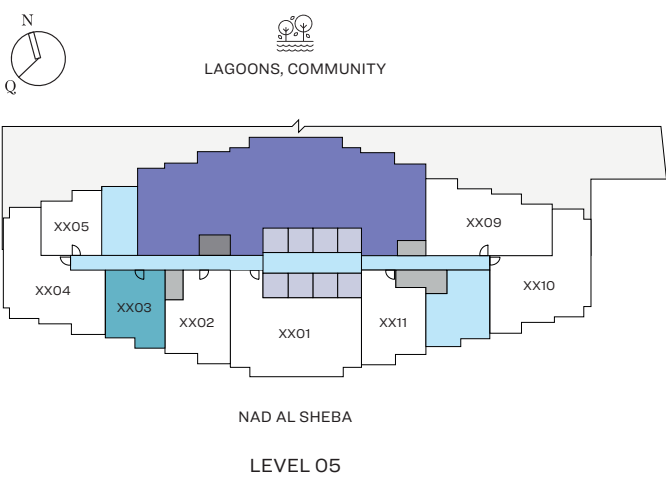 N
Q
LAGOONS, COMMUNITY
XX05
XX09
XX04
XX03
XX02
XX01
XX11
XX10
NAD AL SHEBA
LEVEL 05